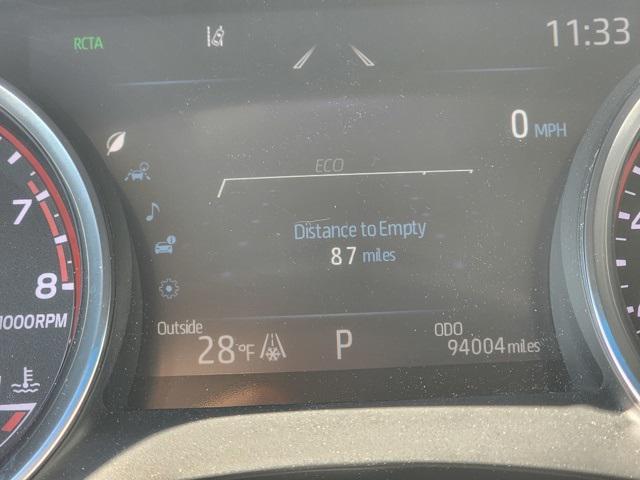 RCTA
11:33
0 MPH
ECO
Distance to Empty
87 miles
7
8
1000RPM
Outside
28°F
P
ODO
94004 miles